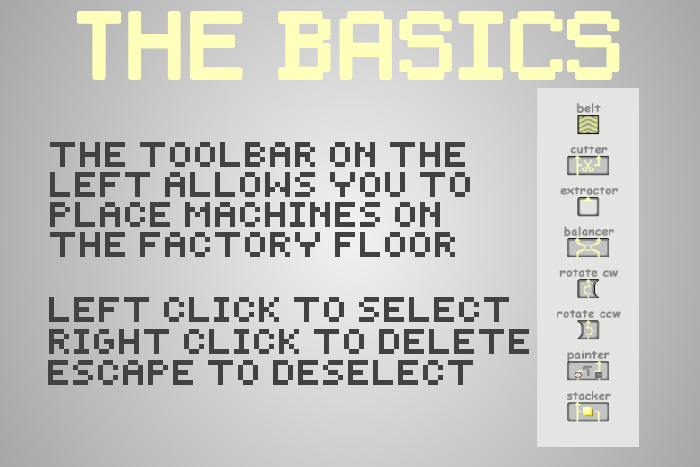 THE BASICS
THE TOOLBAR ON THE
LEFT ALLOWS YOU TO
PLACE MACHINES ON
THE FACTORY FLOOR
LEFT CLICK TO SELECT
RIGHT CLICK TO DELETE
ESCAPE TO DESELECT
belt
cutter
extractor
balancer
rotate cw
rotate ccw
painter
stacker